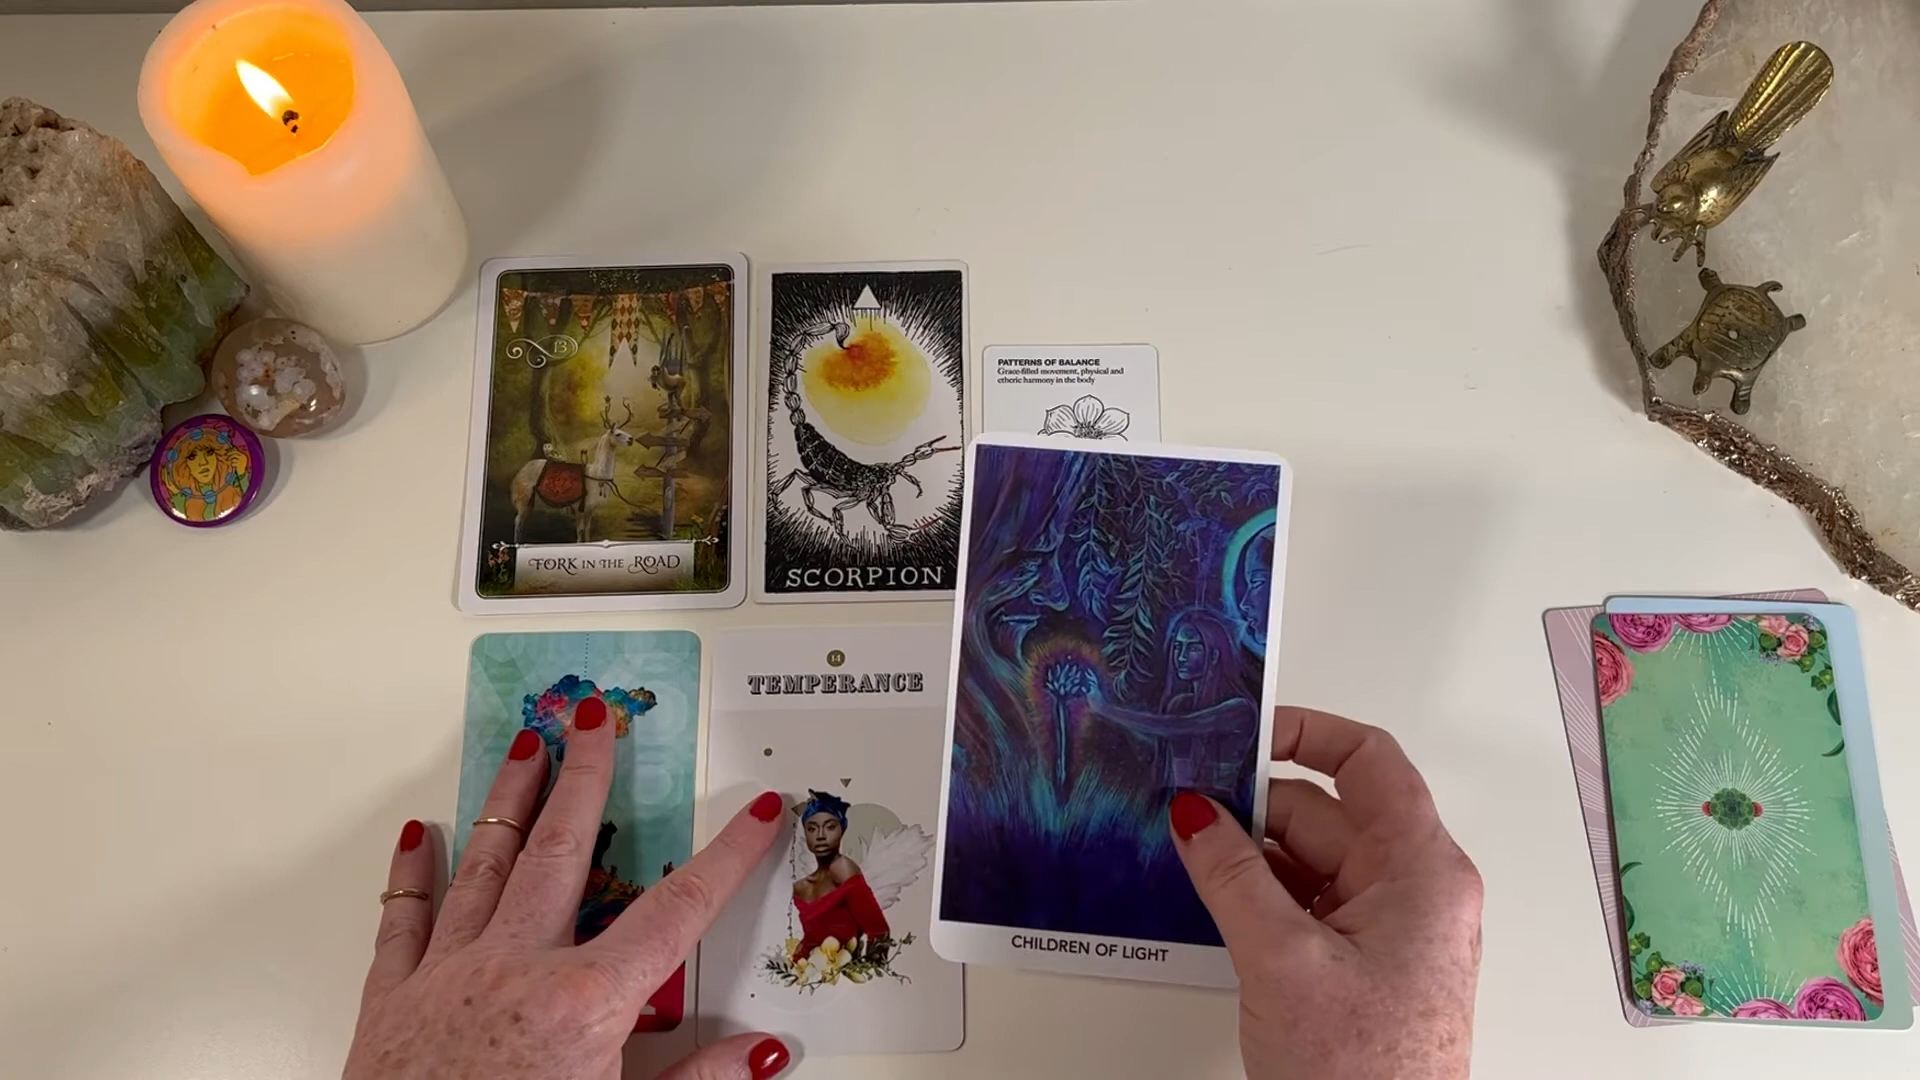 13
FORK IN THE ROAD
SCORPION
PATTERNS OF BALANCE
Grace-filled movement, physical and
etheric harmony in the body
14
TEMPERANCE
CHILDREN OF LIGHT